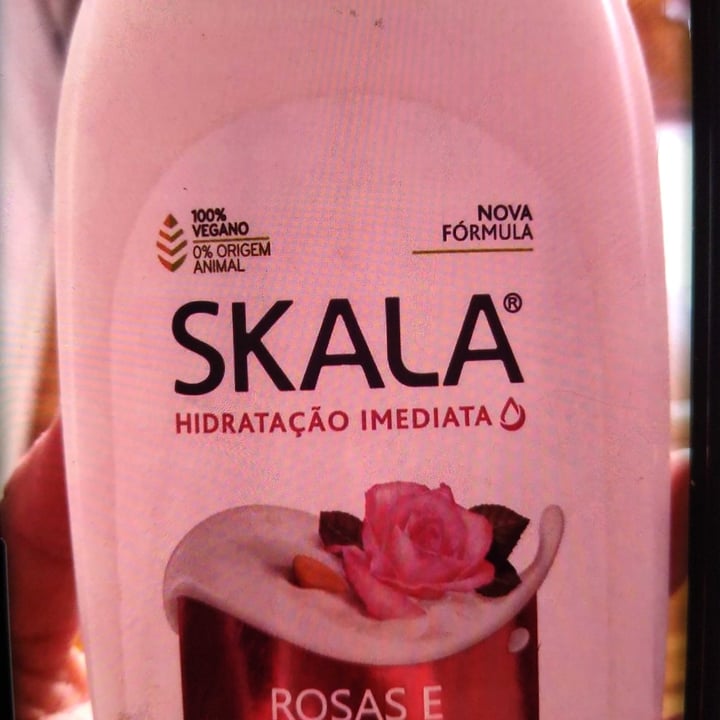 100%
VEGANO
0% ORIGEM
ANIMAL
NOVA
FÓRMULA
SKALA®
HIDRATAÇÃO IMEDIATA
ROSAS E